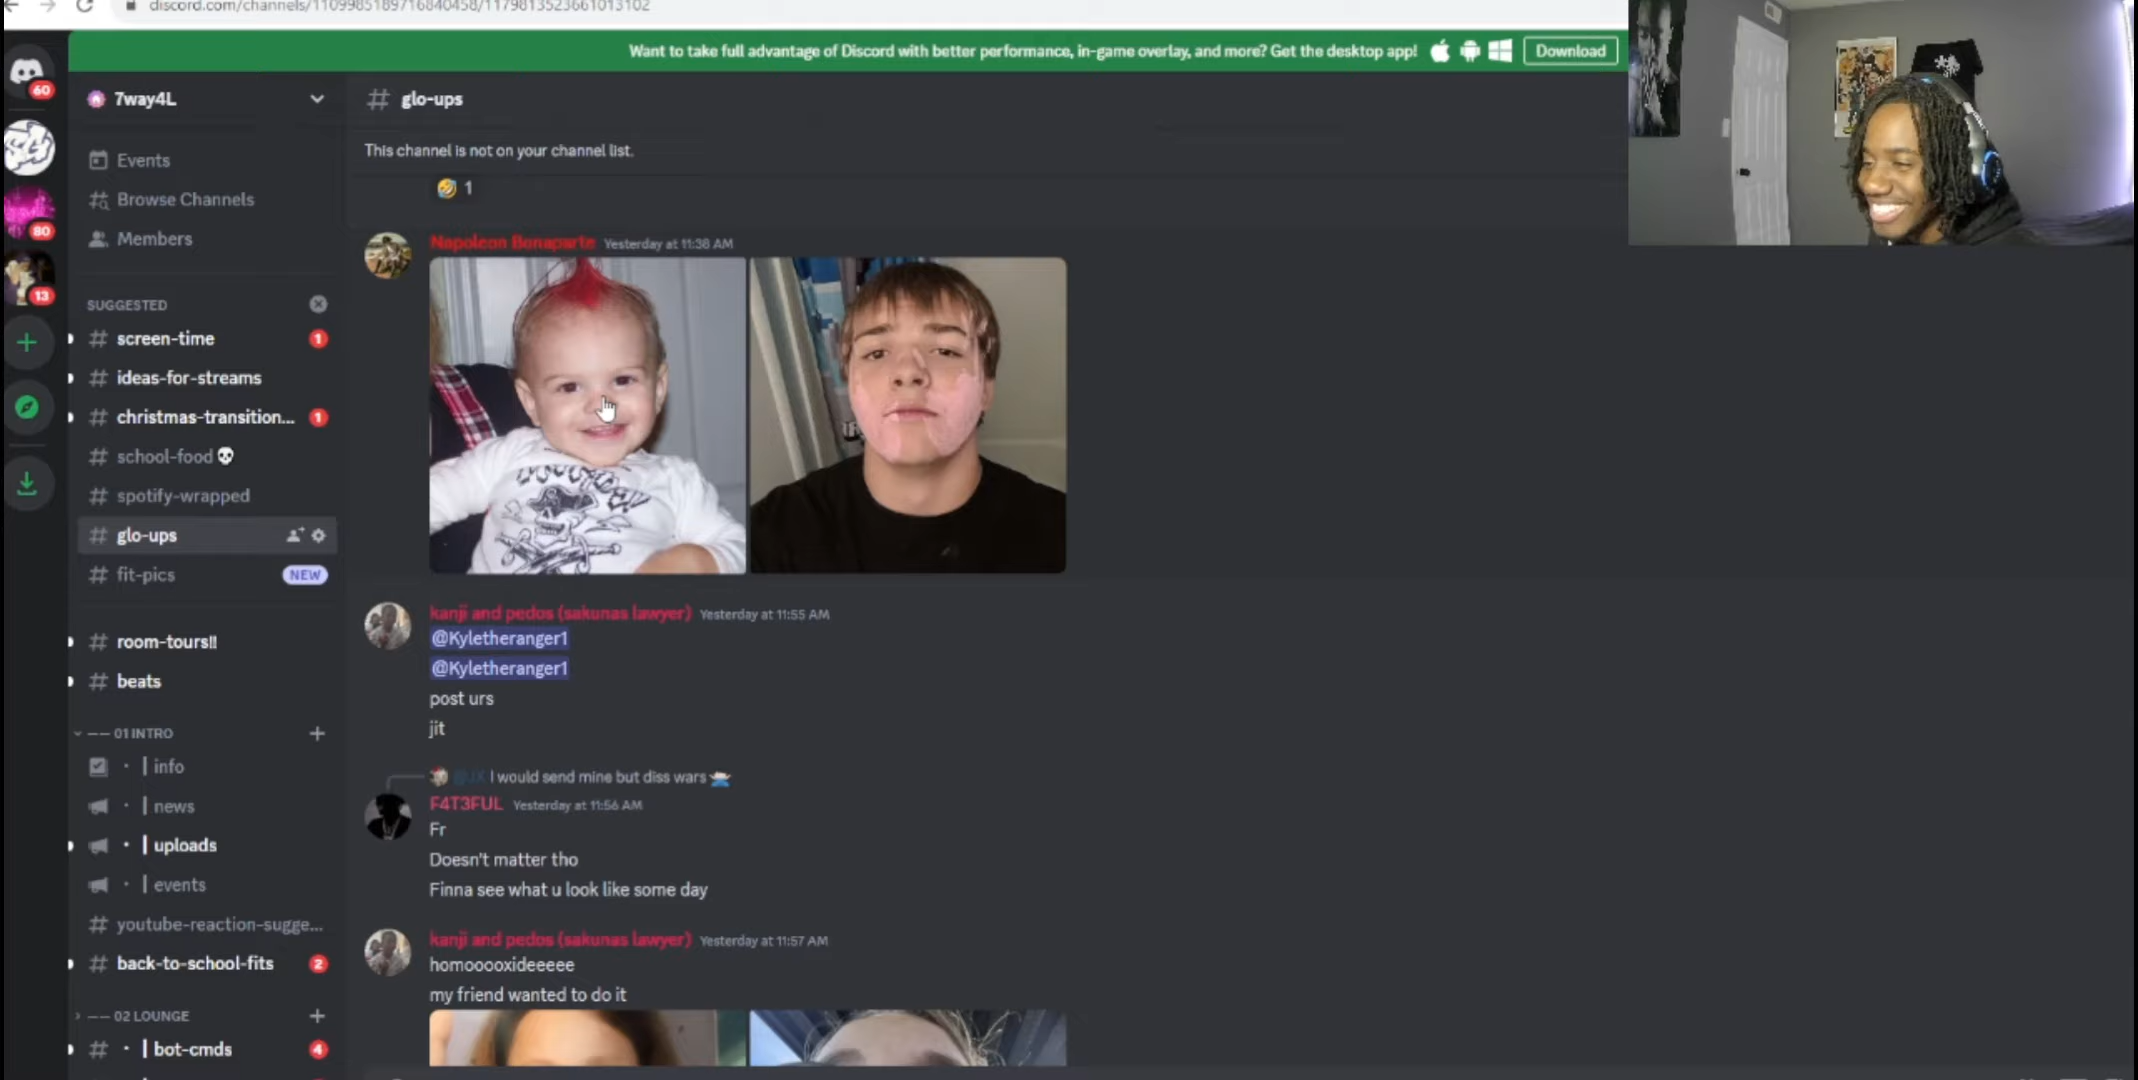 discord.com/channels/1109985189716840458/1179813523661013102
Want to take full advantage of Discord with better performance, in-game overlay, and more? Get the desktop app!
Download
60
80
13
7way4L
Events
Browse Channels
Members
SUGGESTED
screen-time
1
ideas-for-streams
christmas-transition...
1
school-food
spotify-wrapped
glo-ups
fit-pics
NEW
room-tours!!
beats
01 INTRO
info
news
uploads
events
youtube-reaction-sugge...
back-to-school-fits
2
02 LOUNGE
bot-cmds
4
# glo-ups
This channel is not on your channel list.
1
Napoleon Bonaparte Yesterday at 11:38 AM
kanji and pedos (sakunas lawyer) Yesterday at 11:55 AM
@Kyletheranger1
@Kyletheranger1
post urs
jit
I would send mine but diss wars
F4T3FUL Yesterday at 11:56 AM
Fr
Doesn't matter tho
Finna see what u look like some day
kanji and pedos (sakunas lawyer) Yesterday at 11:57 AM
homooooxideeeee
my friend wanted to do it